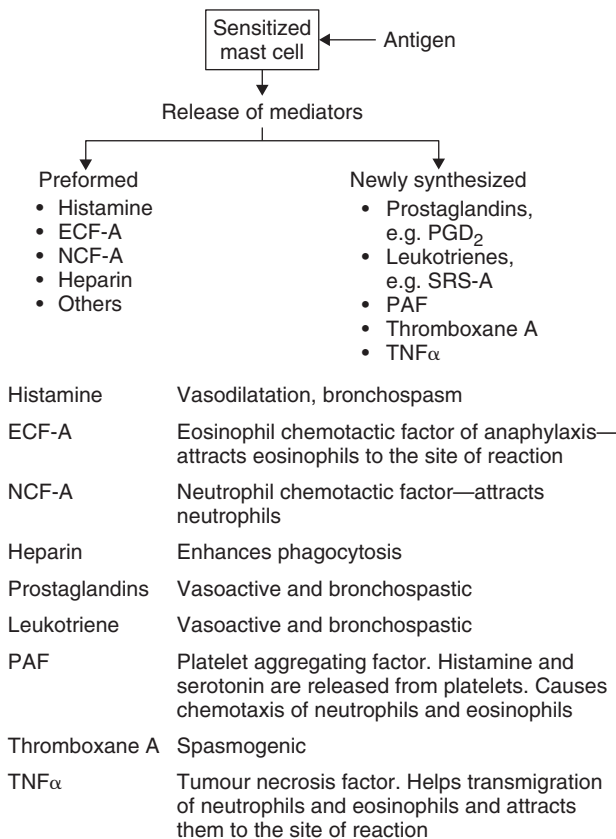 Sensitized
mast cell
Antigen
Release of mediators
Preformed
• Histamine
• ECF-A
• NCF-A
• Heparin
• Others
Newly synthesized
• Prostaglandins,
e.g. PGD₂
• Leukotrienes,
e.g. SRS-A
• PAF
• Thromboxane A
• TNFα
Histamine Vasodilatation, bronchospasm
ECF-A Eosinophil chemotactic factor of anaphylaxis—
attracts eosinophils to the site of reaction
NCF-A Neutrophil chemotactic factor—attracts
neutrophils
Heparin Enhances phagocytosis
Prostaglandins Vasoactive and bronchospastic
Leukotriene Vasoactive and bronchospastic
PAF Platelet aggregating factor. Histamine and
serotonin are released from platelets. Causes
chemotaxis of neutrophils and eosinophils
Thromboxane A Spasmogenic
TNFα Tumour necrosis factor. Helps transmigration
of neutrophils and eosinophils and attracts
them to the site of reaction